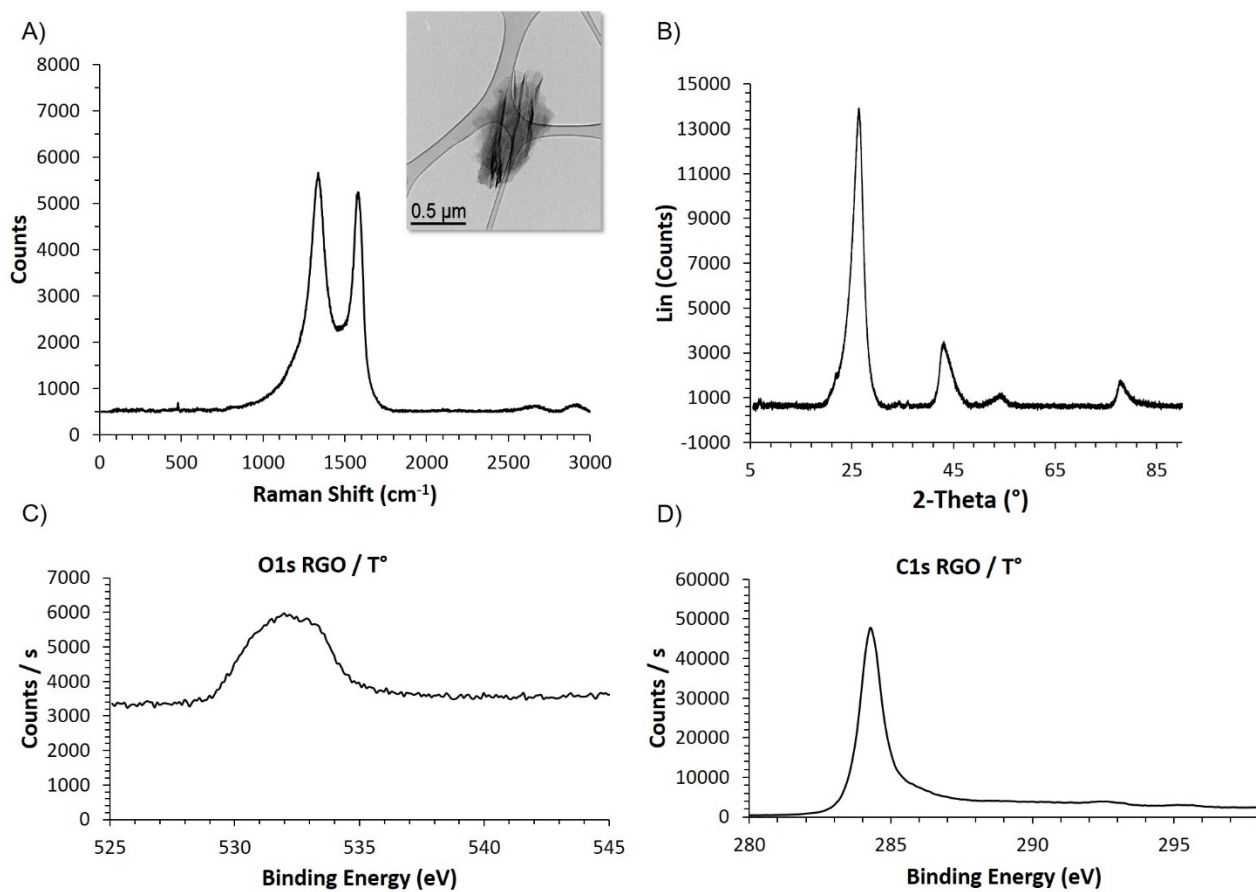 A)
8000
7000
6000
5000
4000
3000
2000
1000
0
Counts
0 500 1000 1500 2000 2500 3000
Raman Shift (cm-1)
0.5 µm
B)
15000
13000
11000
9000
7000
5000
3000
1000
-1000
Lin (Counts)
5 25 45 65 85
2-Theta (°)
C)
O1s RGO / T°
7000
6000
5000
4000
3000
2000
1000
0
Counts / s
525 530 535 540 545
Binding Energy (eV)
D)
C1s RGO / T°
60000
50000
40000
30000
20000
10000
0
Counts / s
280 285 290 295
Binding Energy (eV)